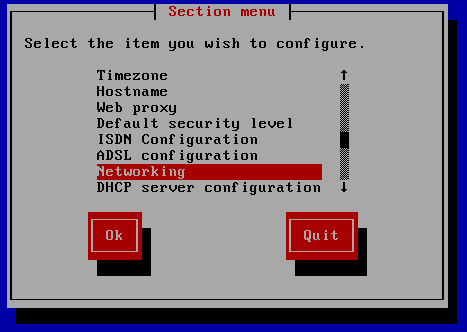 Section menu
Select the item you wish to configure.
Timezone
Hostname
Web proxy
Default security level
ISDN Configuration
ADSL configuration
Networking
DHCP server configuration
Ok
Quit